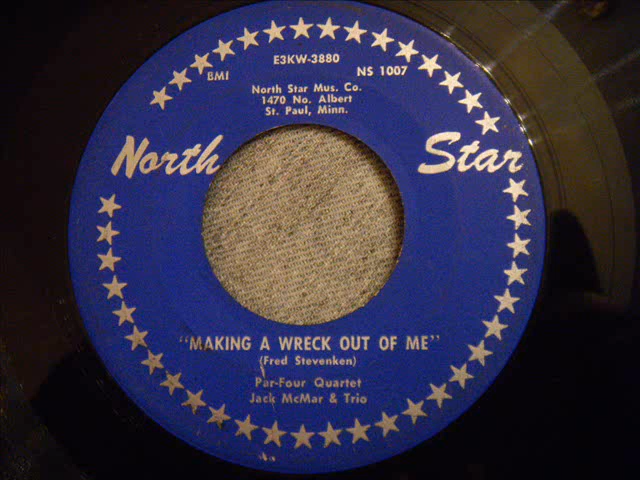 E3KW-3880
BMI
NS 1007
North Star Mus. Co.
1470 No. Albert
St. Paul, Minn.
North Star
"MAKING A WRECK OUT OF ME"
(Fred Stevenken)
Par-Four Quartet
Jack McMar & Trio